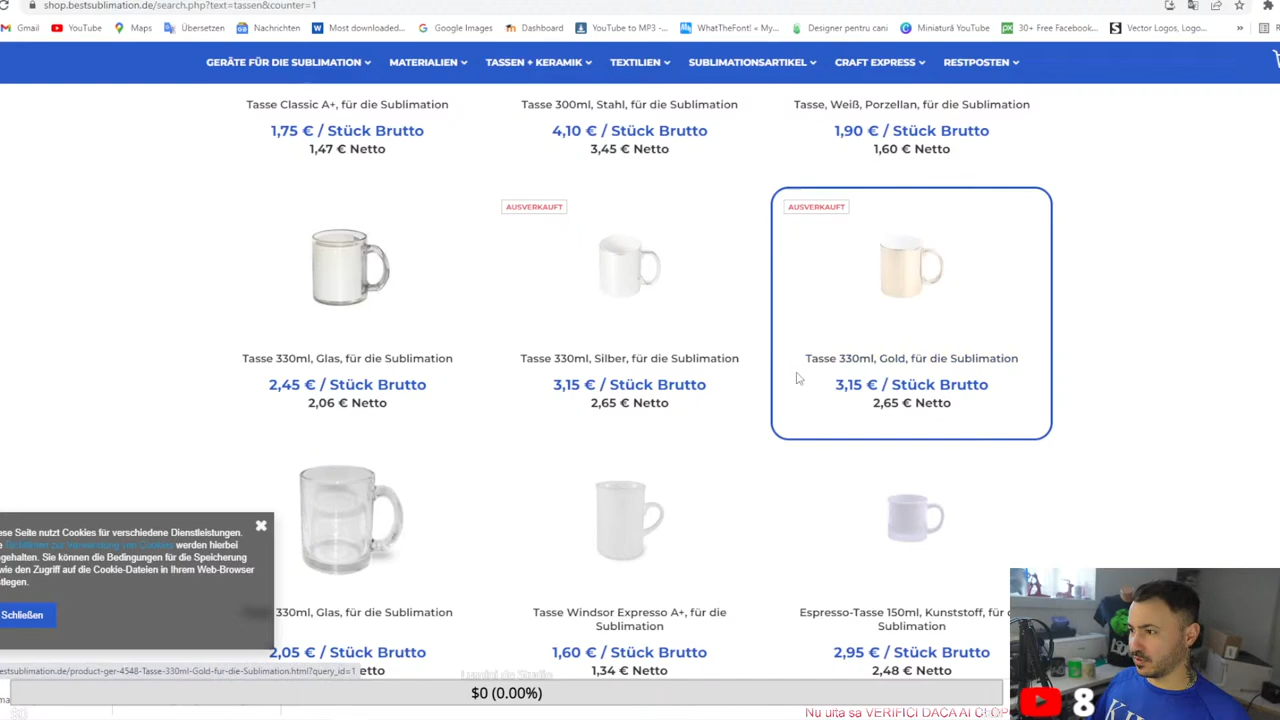 shop.bestsublimation.de/search.php?text=tassen&counter=1
Gmail YouTube Maps Übersetzen Nachrichten Most downloaded... Google Images Dashboard YouTube to MP3 -... WhatTheFont! « My... Designer pentru cani Miniatură YouTube 30+ Free Facebook... Vector Logos, Logo... »
GERÄTE FÜR DIE SUBLIMATION MATERIALIEN TASSEN + KERAMIK TEXTILIEN SUBLIMATIONSARTIKEL CRAFT EXPRESS RESTPOSTEN
Tasse Classic A+, für die Sublimation
1,75 € / Stück Brutto
1,47 € Netto
Tasse 300ml, Stahl, für die Sublimation
4,10 € / Stück Brutto
3,45 € Netto
Tasse, Weiß, Porzellan, für die Sublimation
1,90 € / Stück Brutto
1,60 € Netto
Tasse 330ml, Glas, für die Sublimation
2,45 € / Stück Brutto
2,06 € Netto
AUSVERKAUFT
Tasse 330ml, Silber, für die Sublimation
3,15 € / Stück Brutto
2,65 € Netto
AUSVERKAUFT
Tasse 330ml, Gold, für die Sublimation
3,15 € / Stück Brutto
2,65 € Netto
330ml, Glas, für die Sublimation
2,05 € / Stück Brutto
etto
Tasse Windsor Expresso A+, für die
Sublimation
1,60 € / Stück Brutto
1,34 € Netto
Espresso-Tasse 150ml, Kunststoff, für
Sublimation
2,95 € / Stück Brutto
2,48 € Netto
ese Seite nutzt Cookies für verschiedene Dienstleistungen.
e Richtlinien zur Verwendung von Cookies werden hierbei
gehalten. Sie können die Bedingungen für die Speicherung
wie den Zugriff auf die Cookie-Dateien in Ihrem Web-Browser
stlegen.
Schließen
bestsublimation.de/product-ger-4548-Tasse-330ml-Gold-fur-die-Sublimation.html?query_id=1
$0 (0.00%)
8
Nu uita sa VERIFICI DACA AI